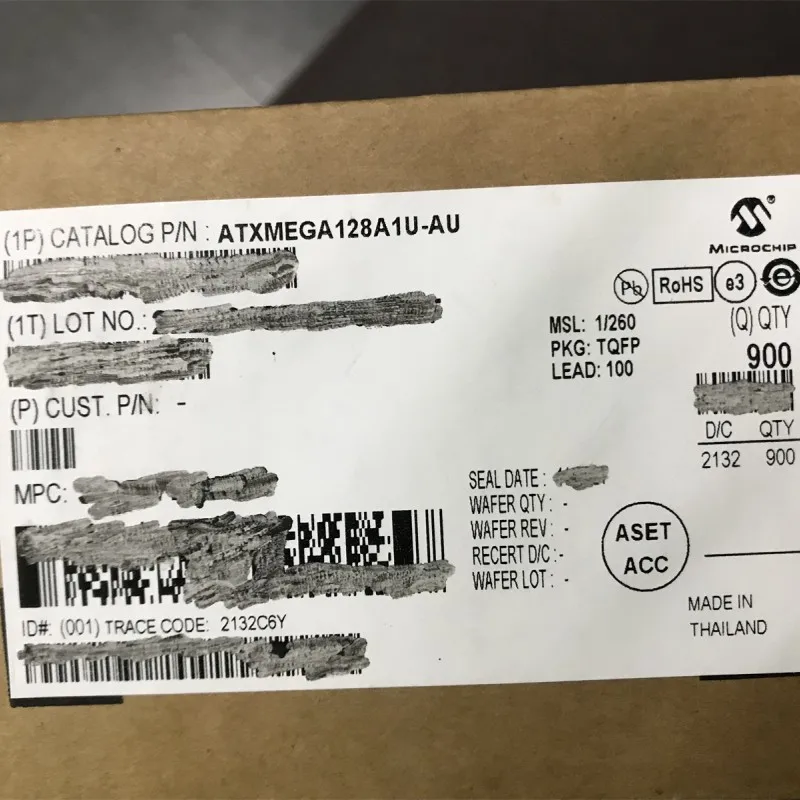 (1P) CATALOG P/N : ATXMEGA128A1U-AU
MICROCHIP
Pb RoHS e3 e
(1T) LOT NO.:
MSL: 1/260
PKG: TQFP
LEAD: 100
(Q) QTY
900
(P) CUST. P/N: -
D/C QTY
2132 900
MPC:
SEAL DATE :
WAFER QTY : -
WAFER REV : -
RECERT D/C :-
WAFER LOT : -
ASET
ACC
MADE IN
THAILAND
ID#: (001) TRACE CODE: 2132C6Y